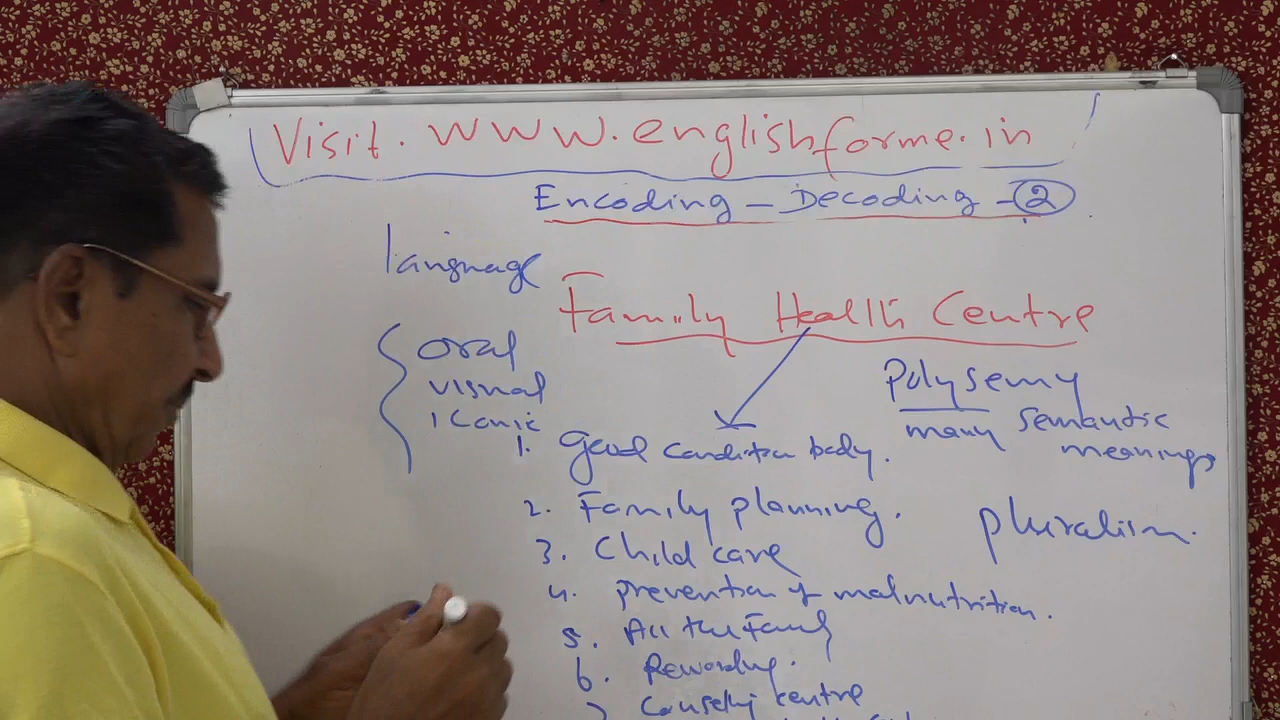 Visit. www.englishforme.in
Encoding - Decoding - 2
language
Family Health Centre
oral
visual
iconic
Polysemy
many semantic
meanings
1. Good condition body.
2. Family planning.
pluralism.
3. Child care
4. prevention of malnutrition.
5. All the Family
6. Rewording.
centre